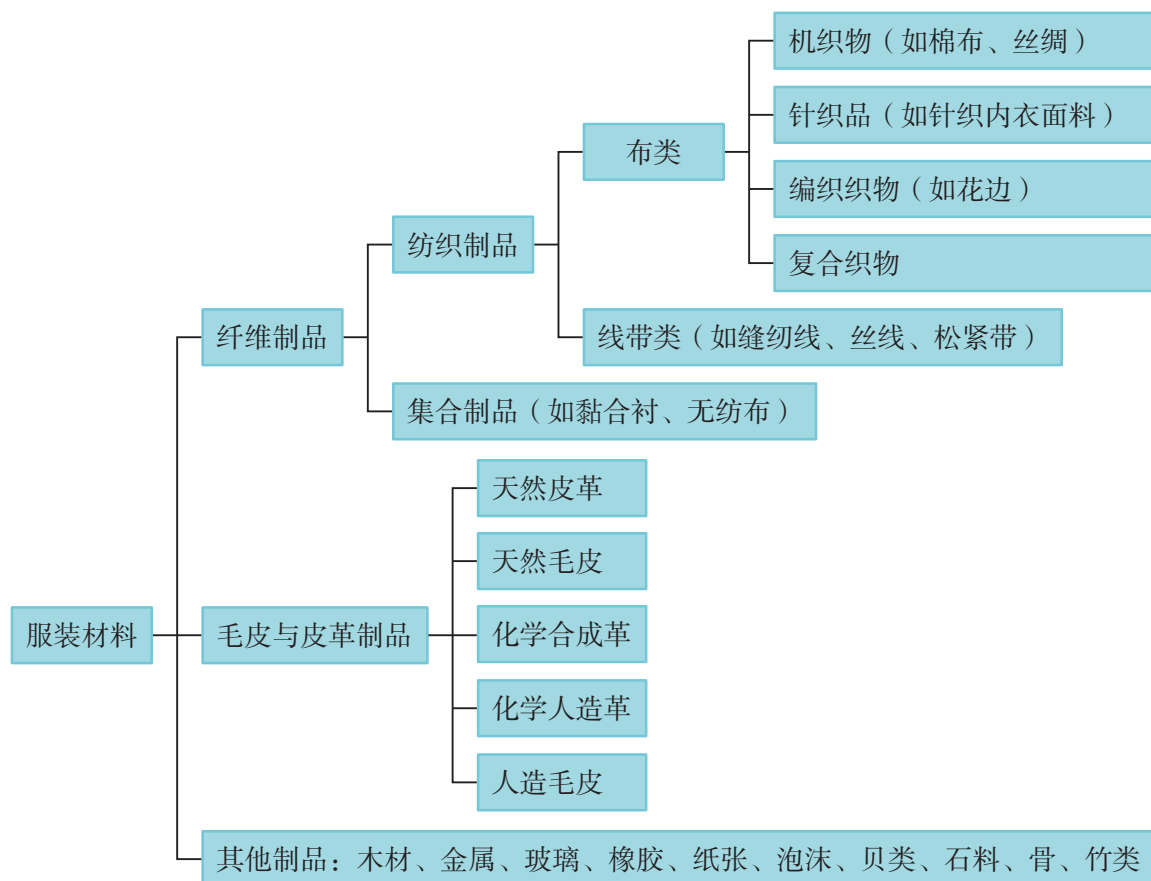 机织物（如棉布、丝绸）
针织品（如针织内衣面料）
布类
编织织物（如花边）
纺织制品
复合织物
纤维制品
线带类（如缝纫线、丝线、松紧带）
集合制品（如黏合衬、无纺布）
天然皮革
天然毛皮
服装材料
毛皮与皮革制品
化学合成革
化学人造革
人造毛皮
其他制品：木材、金属、玻璃、橡胶、纸张、泡沫、贝类、石料、骨、竹类